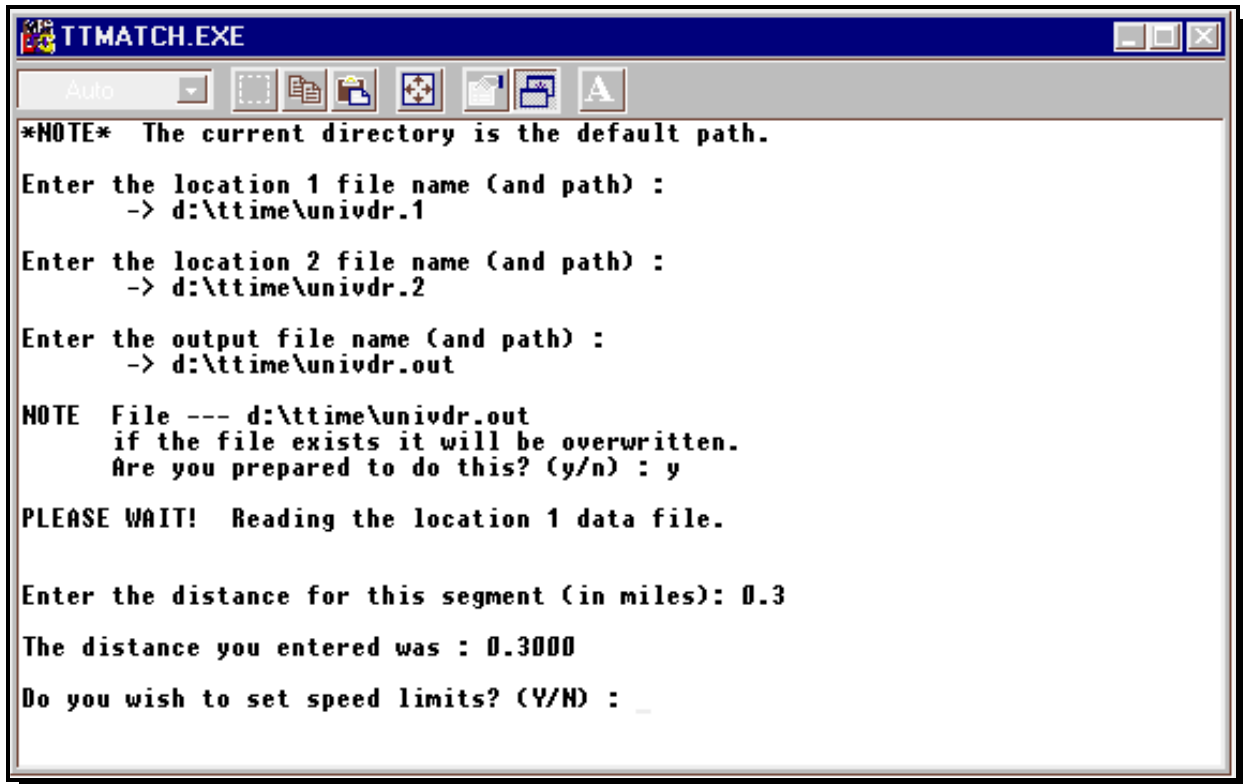 TTMATCH.EXE
Auto
A
*NOTE*  The current directory is the default path.
Enter the location 1 file name (and path) :
-> d:\ttime\univdr.1
Enter the location 2 file name (and path) :
-> d:\ttime\univdr.2
Enter the output file name (and path) :
-> d:\ttime\univdr.out
NOTE  File --- d:\ttime\univdr.out
if the file exists it will be overwritten.
Are you prepared to do this? (y/n) : y
PLEASE WAIT!  Reading the location 1 data file.
Enter the distance for this segment (in miles): 0.3
The distance you entered was : 0.3000
Do you wish to set speed limits? (Y/N) : _